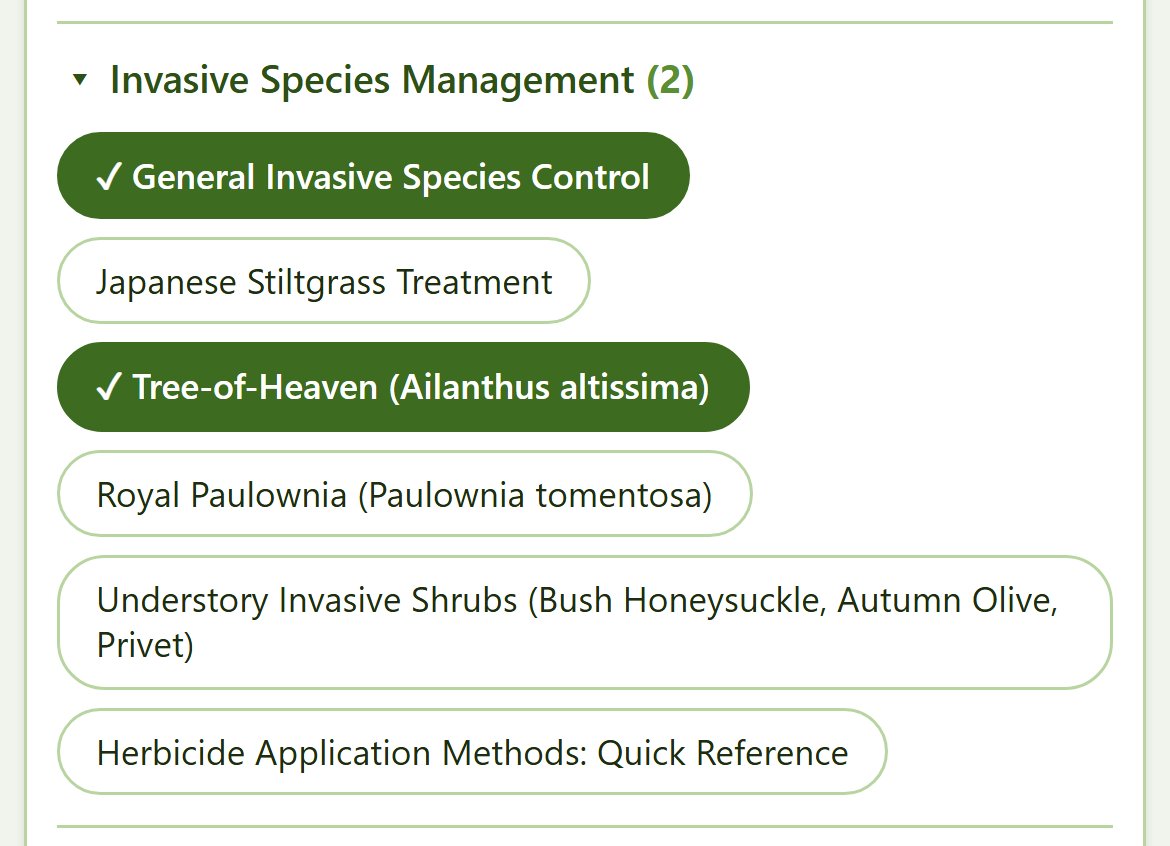 ▼ Invasive Species Management (2)
✓ General Invasive Species Control
Japanese Stiltgrass Treatment
✓ Tree-of-Heaven (Ailanthus altissima)
Royal Paulownia (Paulownia tomentosa)
Understory Invasive Shrubs (Bush Honeysuckle, Autumn Olive,
Privet)
Herbicide Application Methods: Quick Reference